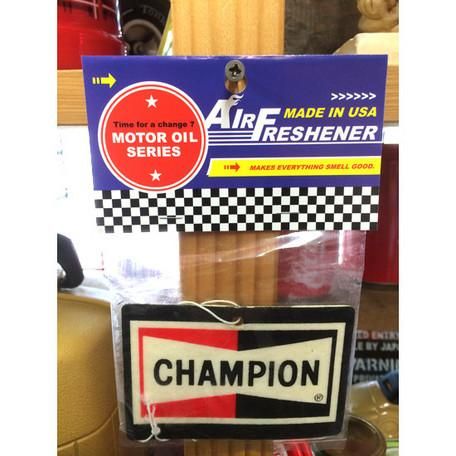 >>>>>>
Time for a change ?
MOTOR OIL
SERIES
MADE IN USA
AIR FRESHENER
MAKES EVERYTHING SMELL GOOD.
CHAMPION
®